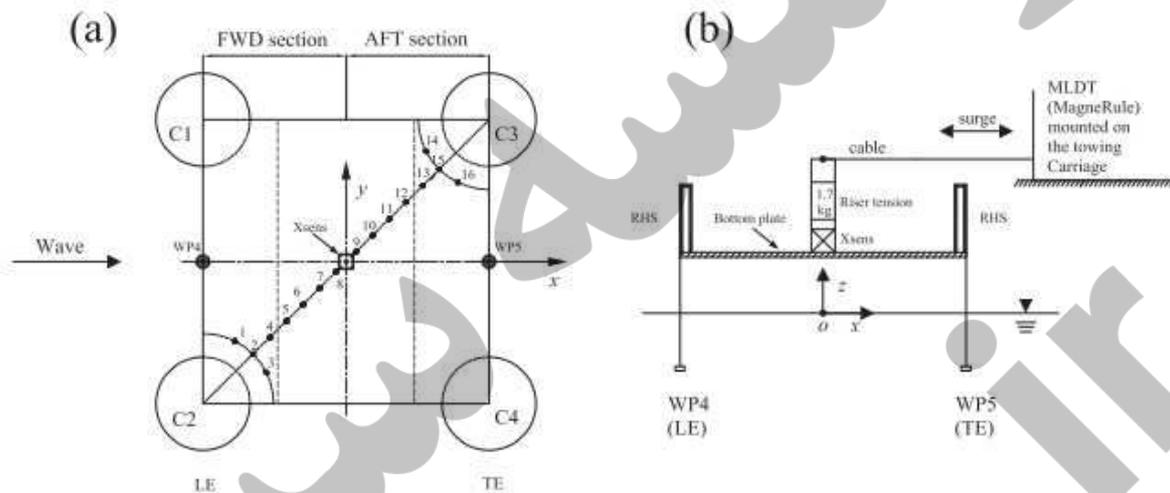 (a)
FWD section
AFT section
C1
C3
14
15
16
13
12
11
10
9
y
Xsens
WP4
WP5
Wave
x
8
7
6
5
4
1
2
3
C2
C4
LE
TE
(b)
MLDT
(MagneRule)
mounted on
the towing
Carriage
surge
cable
1.7
kg
Riser tension
RHS
Bottom plate
Xsens
RHS
z
o
x
WP4
(LE)
WP5
(TE)